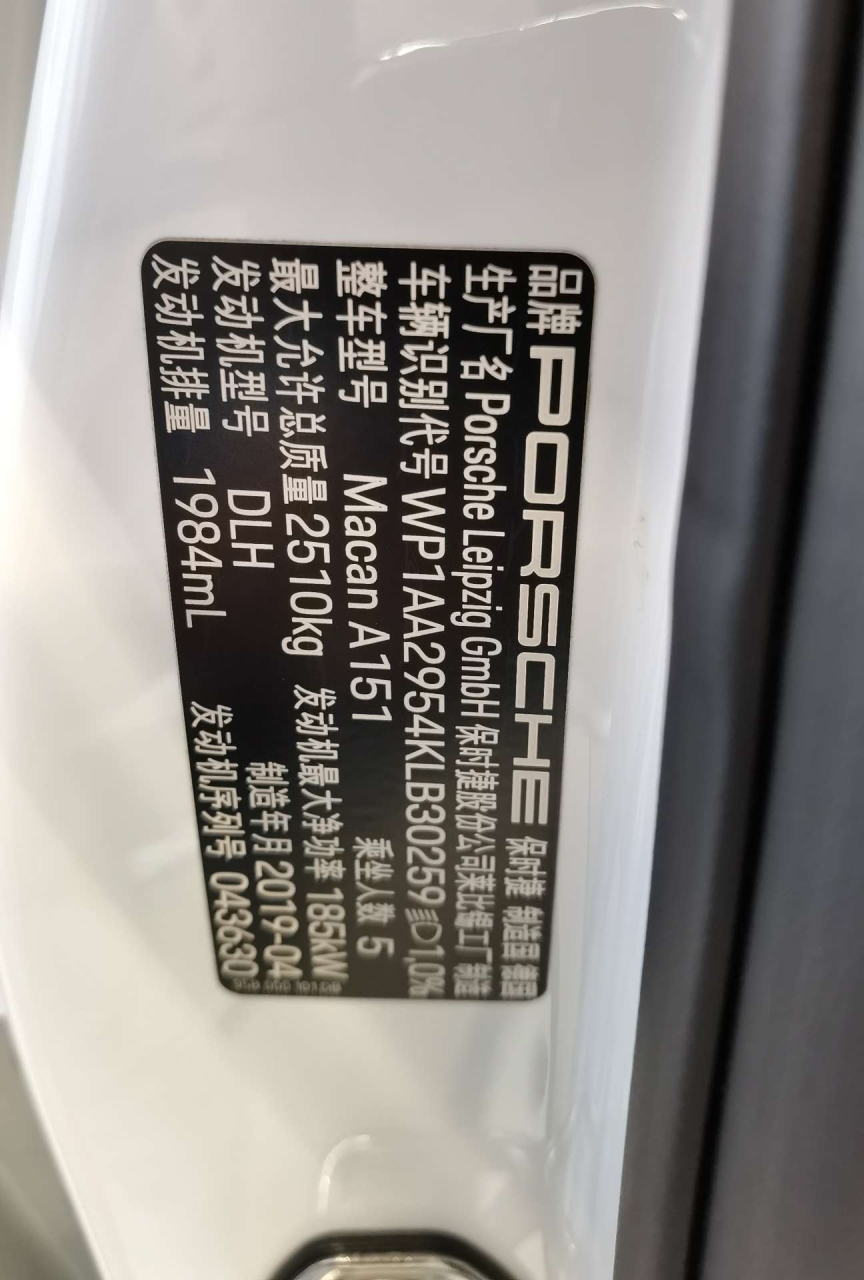 品牌 PORSCHE 保时捷 制造国 德国
生产厂名 Porsche Leipzig GmbH 保时捷股份公司莱比锡工厂制造
车辆识别代号 WP1AA2954KLB30259 1,0%
整车型号 Macan A151 乘坐人数 5
最大允许总质量 2510kg 发动机最大净功率 185kW
发动机型号 DLH 制造年月 2019-04
发动机排量 1984mL 发动机序列号 043630